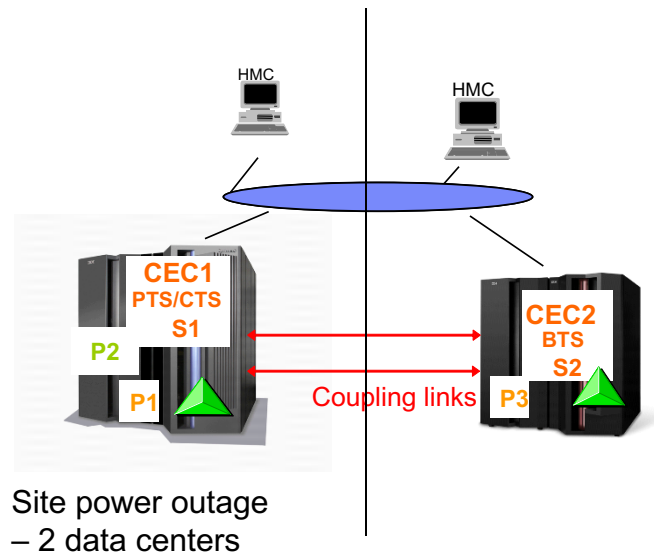 HMC
HMC
CEC1
PTS/CTS
S1
P2
P1
CEC2
BTS
S2
P3
Coupling links
Site power outage
– 2 data centers